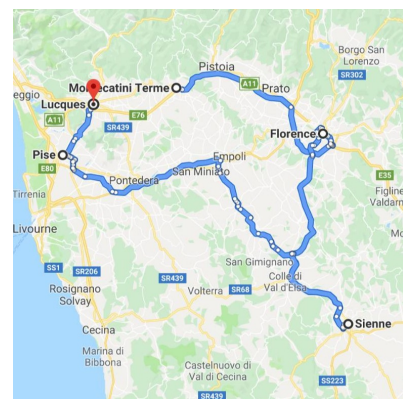 Borgo San
Lorenzo
Pistoia
SR302
Montecatini Terme
A11
Prato
eggio
Lucques
E76
A11
SR439
Florence
Pise
E80
Empoli
San Miniato
E35
Pontedera
Tirrenia
Figline
Valdarn
Livourne
M
San Gimignano
Colle di
Val d'Elsa
SS1
SR206
SR439
Volterra
SR68
Rosignano
Solvay
Sienne
Cecina
Marina di
Bibbona
Castelnuovo di
Val di Cecina
SS223
SR439